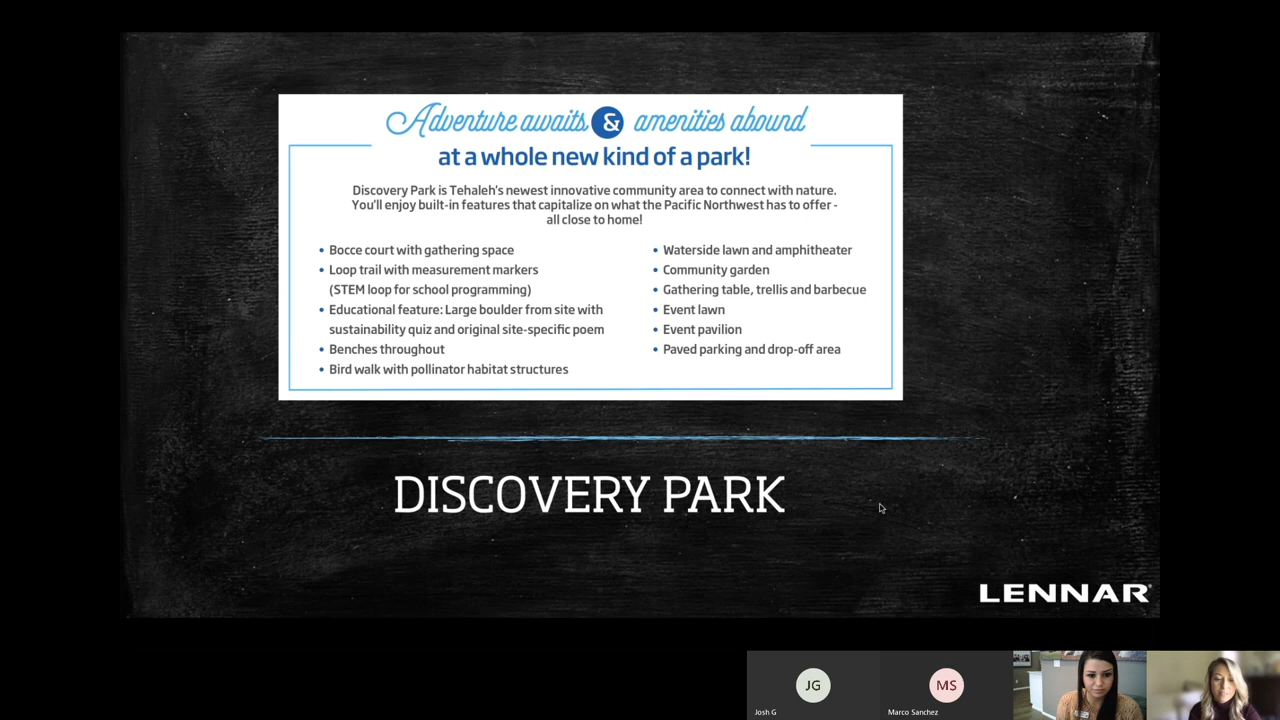 Adventure awaits & amenities abound
at a whole new kind of a park!
Discovery Park is Tehaleh's newest innovative community area to connect with nature.
You'll enjoy built-in features that capitalize on what the Pacific Northwest has to offer -
all close to home!
• Bocce court with gathering space
• Loop trail with measurement markers
(STEM loop for school programming)
• Educational feature: Large boulder from site with
sustainability quiz and original site-specific poem
• Benches throughout
• Bird walk with pollinator habitat structures
• Waterside lawn and amphitheater
• Community garden
• Gathering table, trellis and barbecue
• Event lawn
• Event pavilion
• Paved parking and drop-off area
DISCOVERY PARK
LENNAR
JG
Josh G
MS
Marco Sanchez